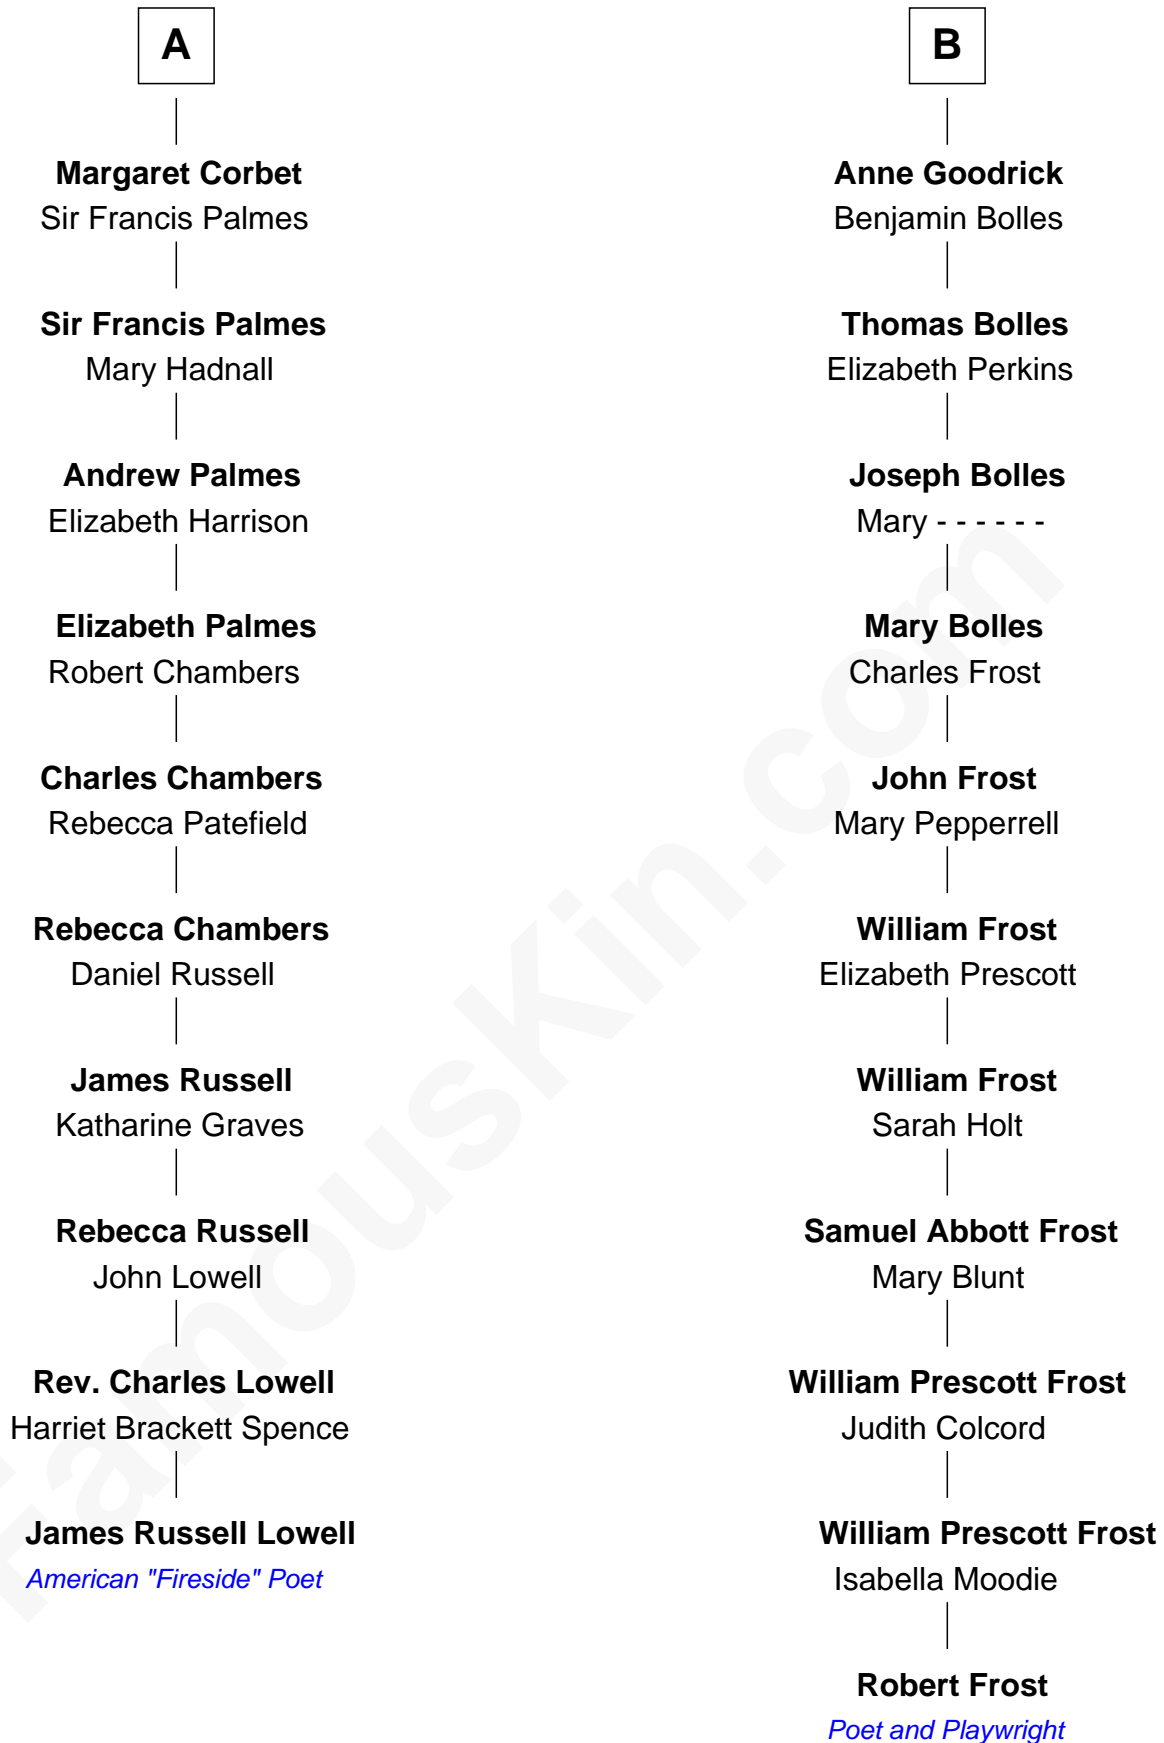 A
Margaret Corbet
Sir Francis Palmes
Sir Francis Palmes
Mary Hadnall
Andrew Palmes
Elizabeth Harrison
Elizabeth Palmes
Robert Chambers
Charles Chambers
Rebecca Patefield
Rebecca Chambers
Daniel Russell
James Russell
Katharine Graves
Rebecca Russell
John Lowell
Rev. Charles Lowell
Harriet Brackett Spence
James Russell Lowell
American "Fireside" Poet
B
Anne Goodrick
Benjamin Bolles
Thomas Bolles
Elizabeth Perkins
Joseph Bolles
Mary - - - - - -
Mary Bolles
Charles Frost
John Frost
Mary Pepperrell
William Frost
Elizabeth Prescott
William Frost
Sarah Holt
Samuel Abbott Frost
Mary Blunt
William Prescott Frost
Judith Colcord
William Prescott Frost
Isabella Moodie
Robert Frost
Poet and Playwright
FamousKin.com